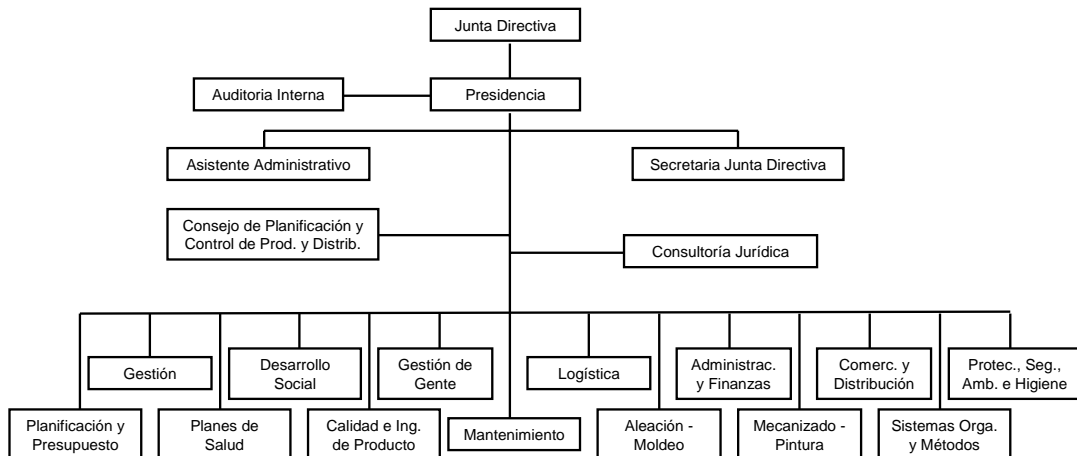 Junta Directiva
Auditoria Interna
Presidencia
Asistente Administrativo
Secretaria Junta Directiva
Consejo de Planificación y
Control de Prod. y Distrib.
Consultoría Jurídica
Gestión
Desarrollo
Social
Gestión de
Gente
Logística
Administrac.
y Finanzas
Comerc. y
Distribución
Protec., Seg.,
Amb. e Higiene
Planificación y
Presupuesto
Planes de
Salud
Calidad e Ing.
de Producto
Mantenimiento
Aleación -
Moldeo
Mecanizado -
Pintura
Sistemas Orga.
y Métodos